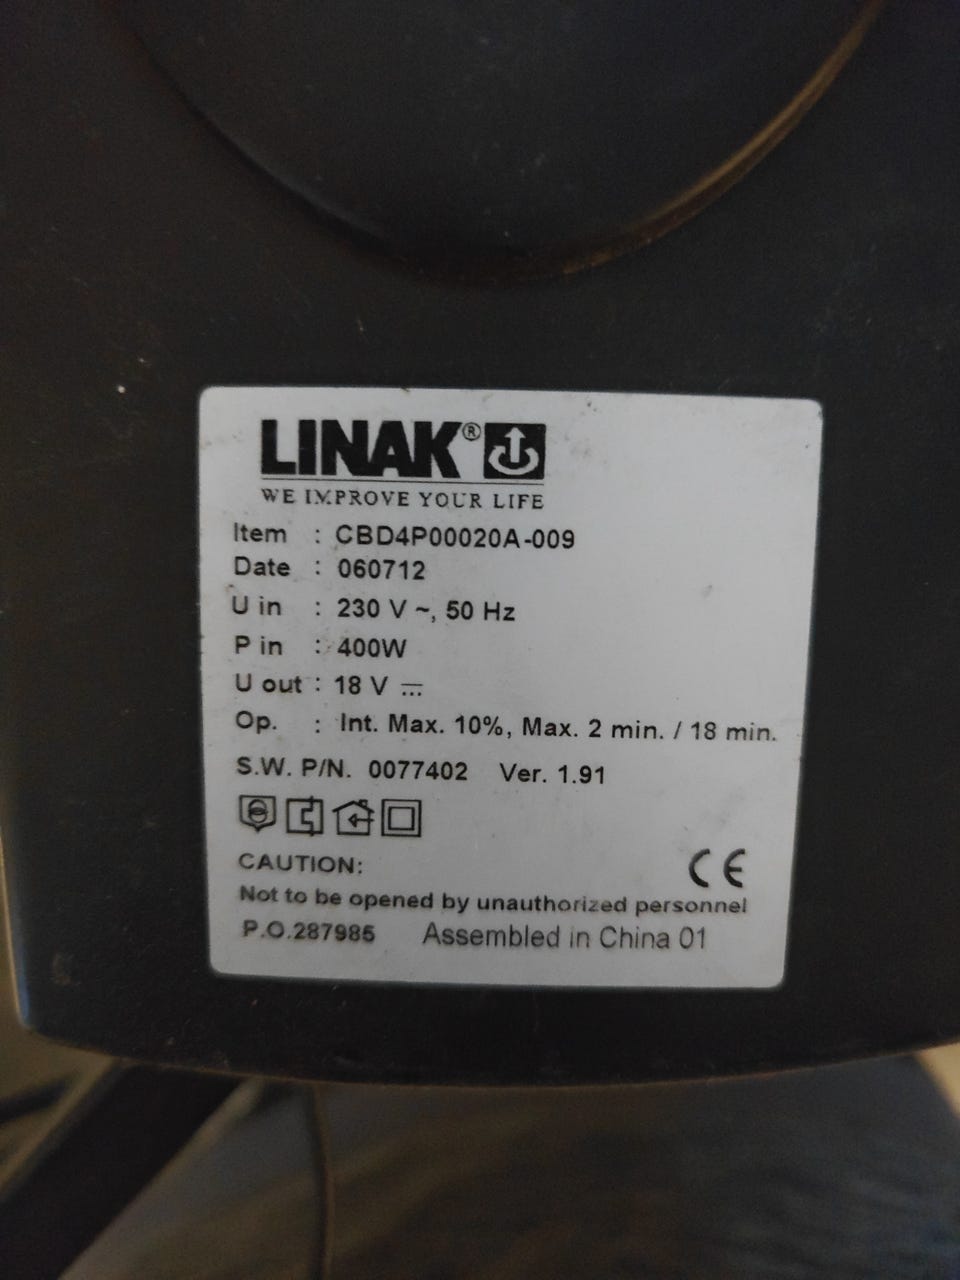 LINAK®
WE IMPROVE YOUR LIFE
Item : CBD4P00020A-009
Date : 060712
U in : 230 V ~, 50 Hz
P in : 400W
U out : 18 V ⎓
Op. : Int. Max. 10%, Max. 2 min. / 18 min.
S.W. P/N. 0077402 Ver. 1.91
CE
CAUTION:
Not to be opened by unauthorized personnel
P.O.287985 Assembled in China 01